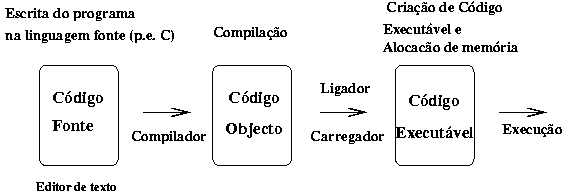 Escrita do programa
na linguagem fonte (p.e. C)
Compilação
Criação de Código
Executável e
Alocacão de memória
Código
Fonte
Compilador
Código
Objecto
Ligador
Carregador
Código
Executável
Execução
Editor de texto